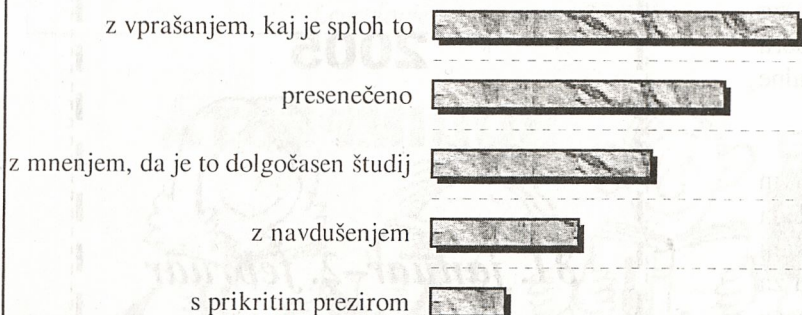 z vprašanjem, kaj je sploh to
presenečeno
z mnenjem, da je to dolgočasen študij
z navdušenjem
s prikritim prezirom